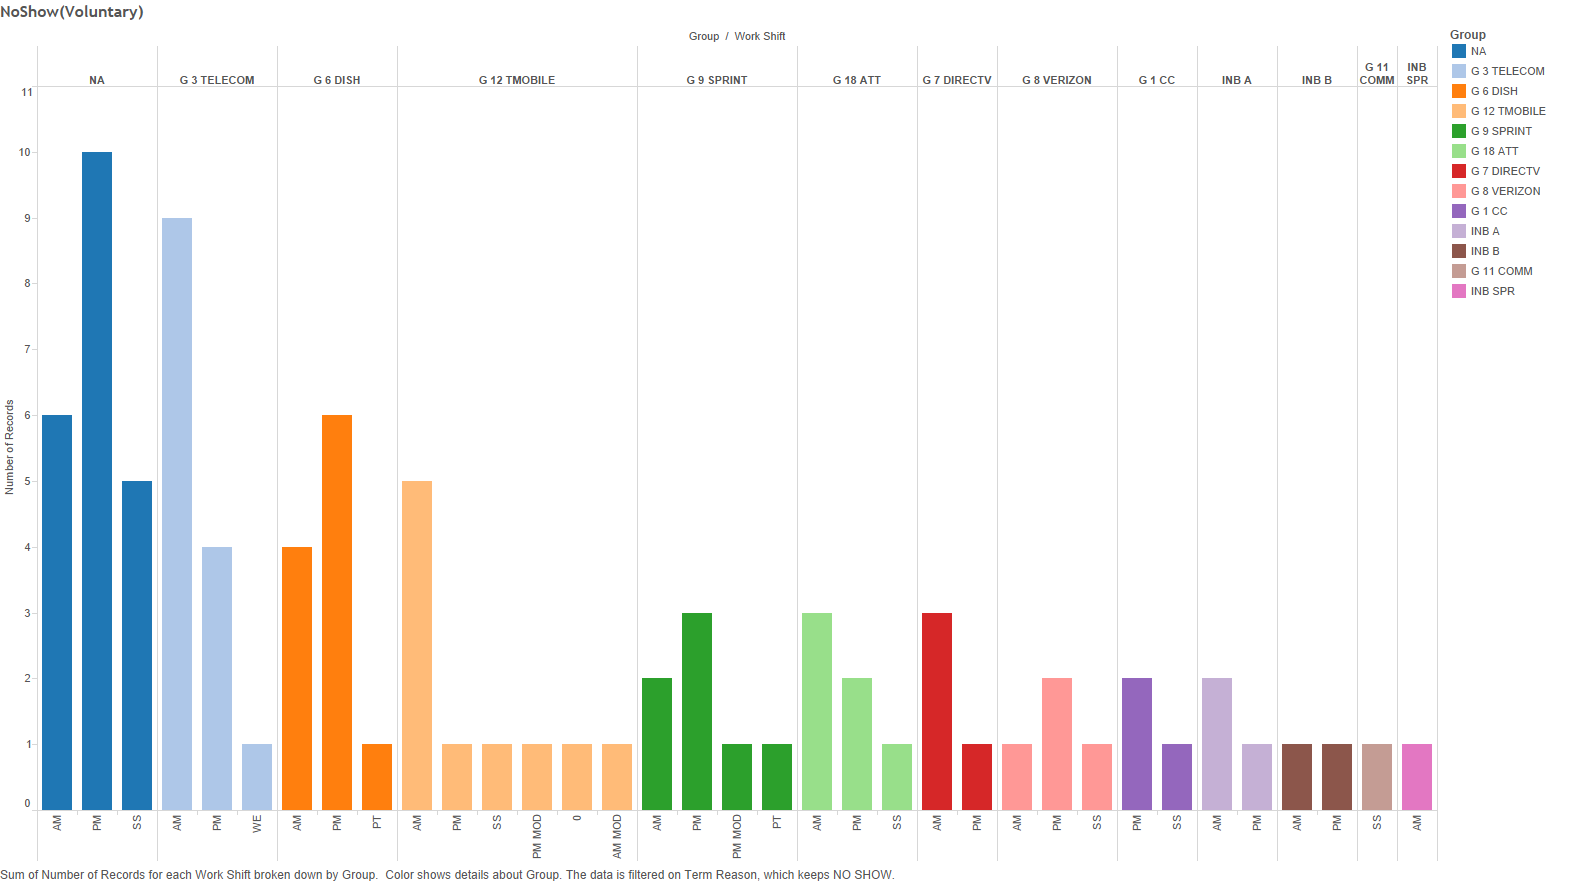 NoShow(Voluntary)
Group / Work Shift
NA
G 3 TELECOM
G 6 DISH
G 12 TMOBILE
G 9 SPRINT
G 18 ATT
G 7 DIRECTV
G 8 VERIZON
G 1 CC
INB A
INB B
G 11
COMM
INB
SPR
11
10
9
8
7
6
5
4
3
2
1
0
Number of Records
AM
PM
SS
AM
PM
WE
AM
PM
PT
AM
PM
SS
PM MOD
0
AM MOD
AM
PM
PM MOD
PT
AM
PM
SS
AM
PM
AM
PM
SS
PM
SS
AM
PM
AM
PM
SS
AM
Group
NA
G 3 TELECOM
G 6 DISH
G 12 TMOBILE
G 9 SPRINT
G 18 ATT
G 7 DIRECTV
G 8 VERIZON
G 1 CC
INB A
INB B
G 11 COMM
INB SPR
Sum of Number of Records for each Work Shift broken down by Group. Color shows details about Group. The data is filtered on Term Reason, which keeps NO SHOW.